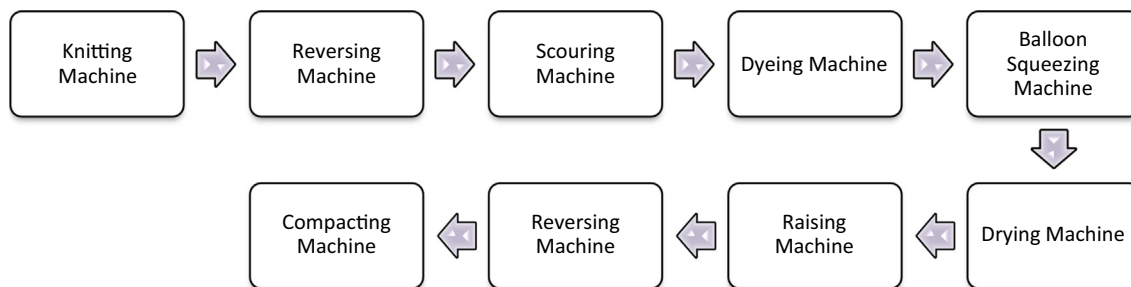 Knitting
Machine
Reversing
Machine
Scouring
Machine
Dyeing Machine
Balloon
Squeezing
Machine
Drying Machine
Raising
Machine
Reversing
Machine
Compacting
Machine